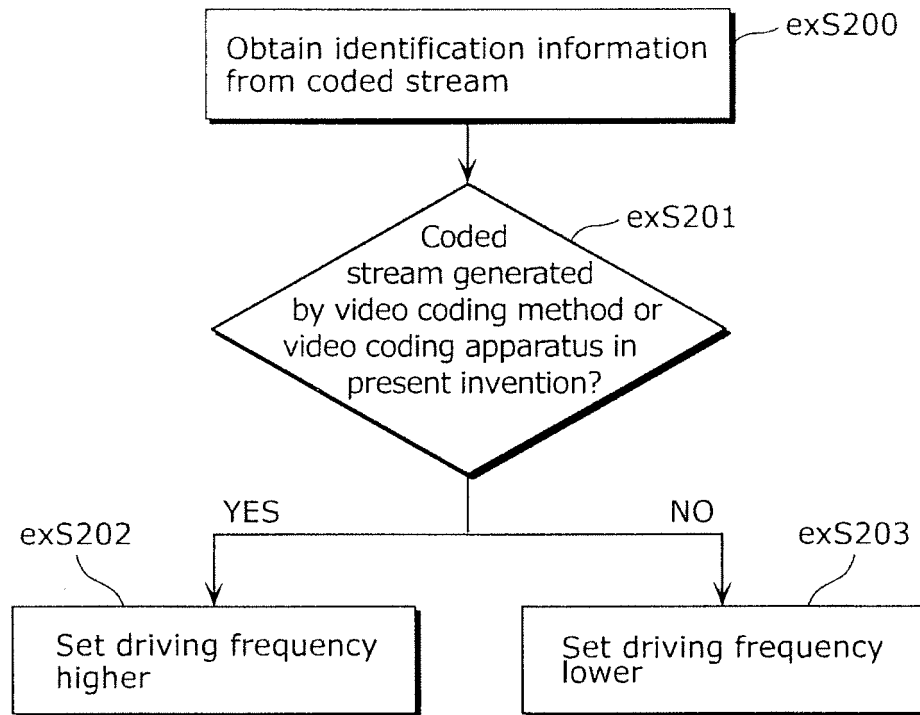 exS200
Obtain identification information
from coded stream
exS201
Coded
stream generated
by video coding method or
video coding apparatus in
present invention?
YES
NO
exS202
exS203
Set driving frequency
higher
Set driving frequency
lower